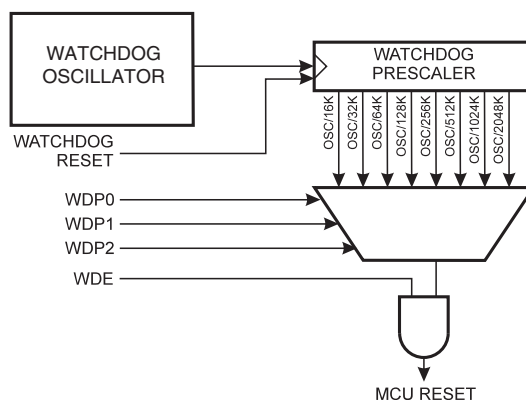 WATCHDOG
OSCILLATOR
WATCHDOG
PRESCALER
WATCHDOG
RESET
OSC/16K
OSC/32K
OSC/64K
OSC/128K
OSC/256K
OSC/512K
OSC/1024K
OSC/2048K
WDP0
WDP1
WDP2
WDE
MCU RESET